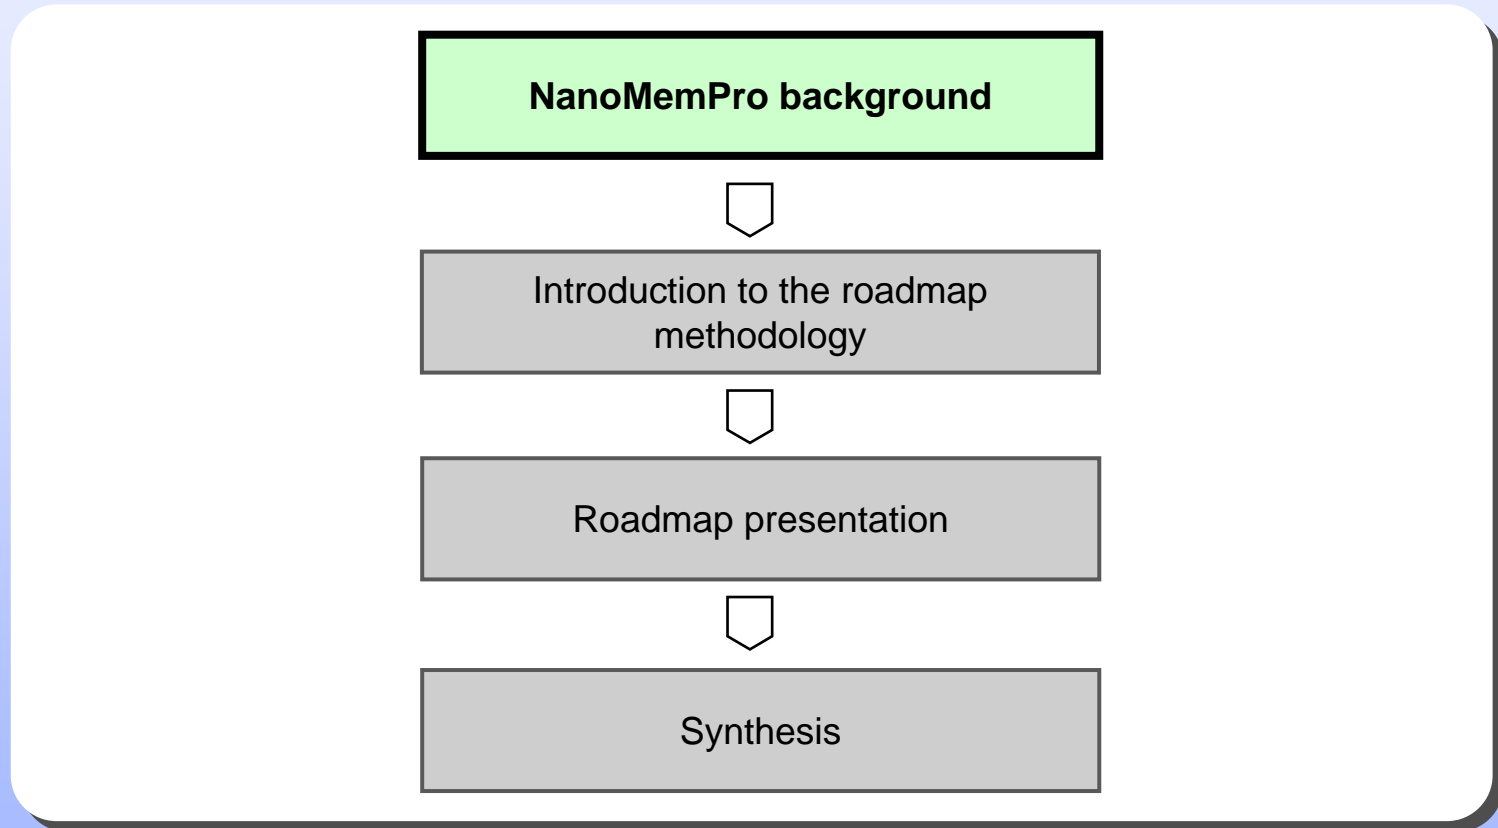 NanoMemPro background
Introduction to the roadmap
methodology
Roadmap presentation
Synthesis